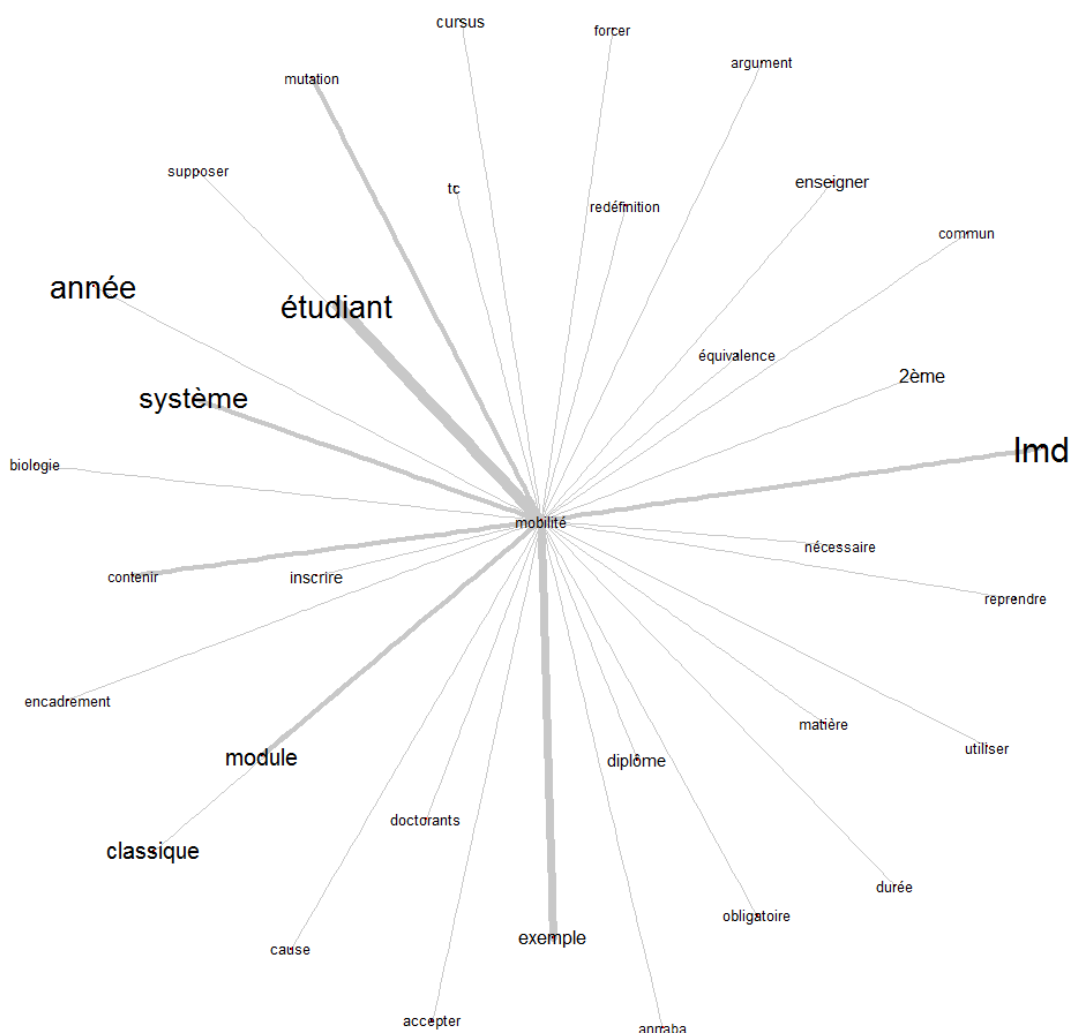 cursus
forcer
argument
mutation
supposer
tc
enseigner
redéfinition
commun
année
étudiant
équivalence
2ème
système
lmd
biologie
mobilité
nécessaire
contenir
inscrire
reprendre
encadrement
matière
module
utiliser
diplôme
doctorants
classique
durée
obligatoire
exemple
cause
accepter
annaba